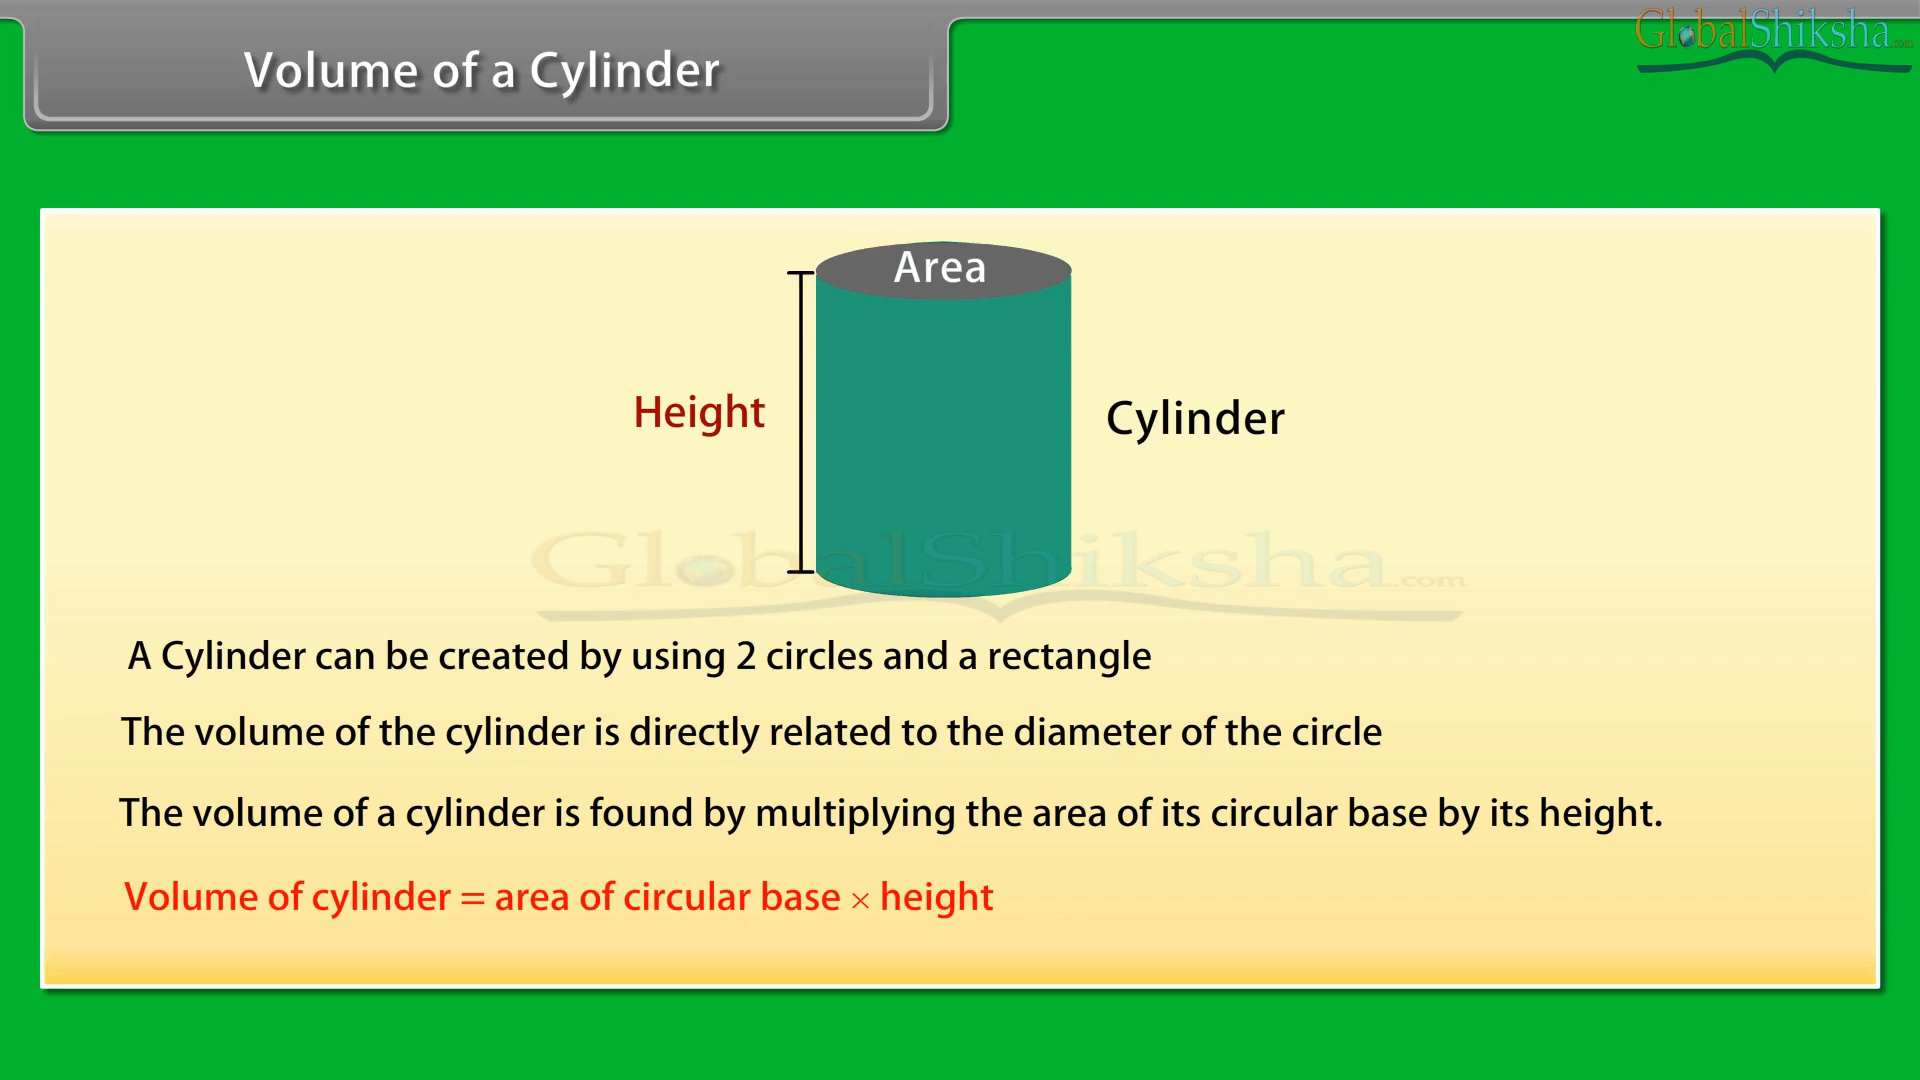 GlobalShiksha.com
Volume of a Cylinder
Area
Height
Cylinder
GlobalShiksha.com
A Cylinder can be created by using 2 circles and a rectangle
The volume of the cylinder is directly related to the diameter of the circle
The volume of a cylinder is found by multiplying the area of its circular base by its height.
Volume of cylinder = area of circular base × height